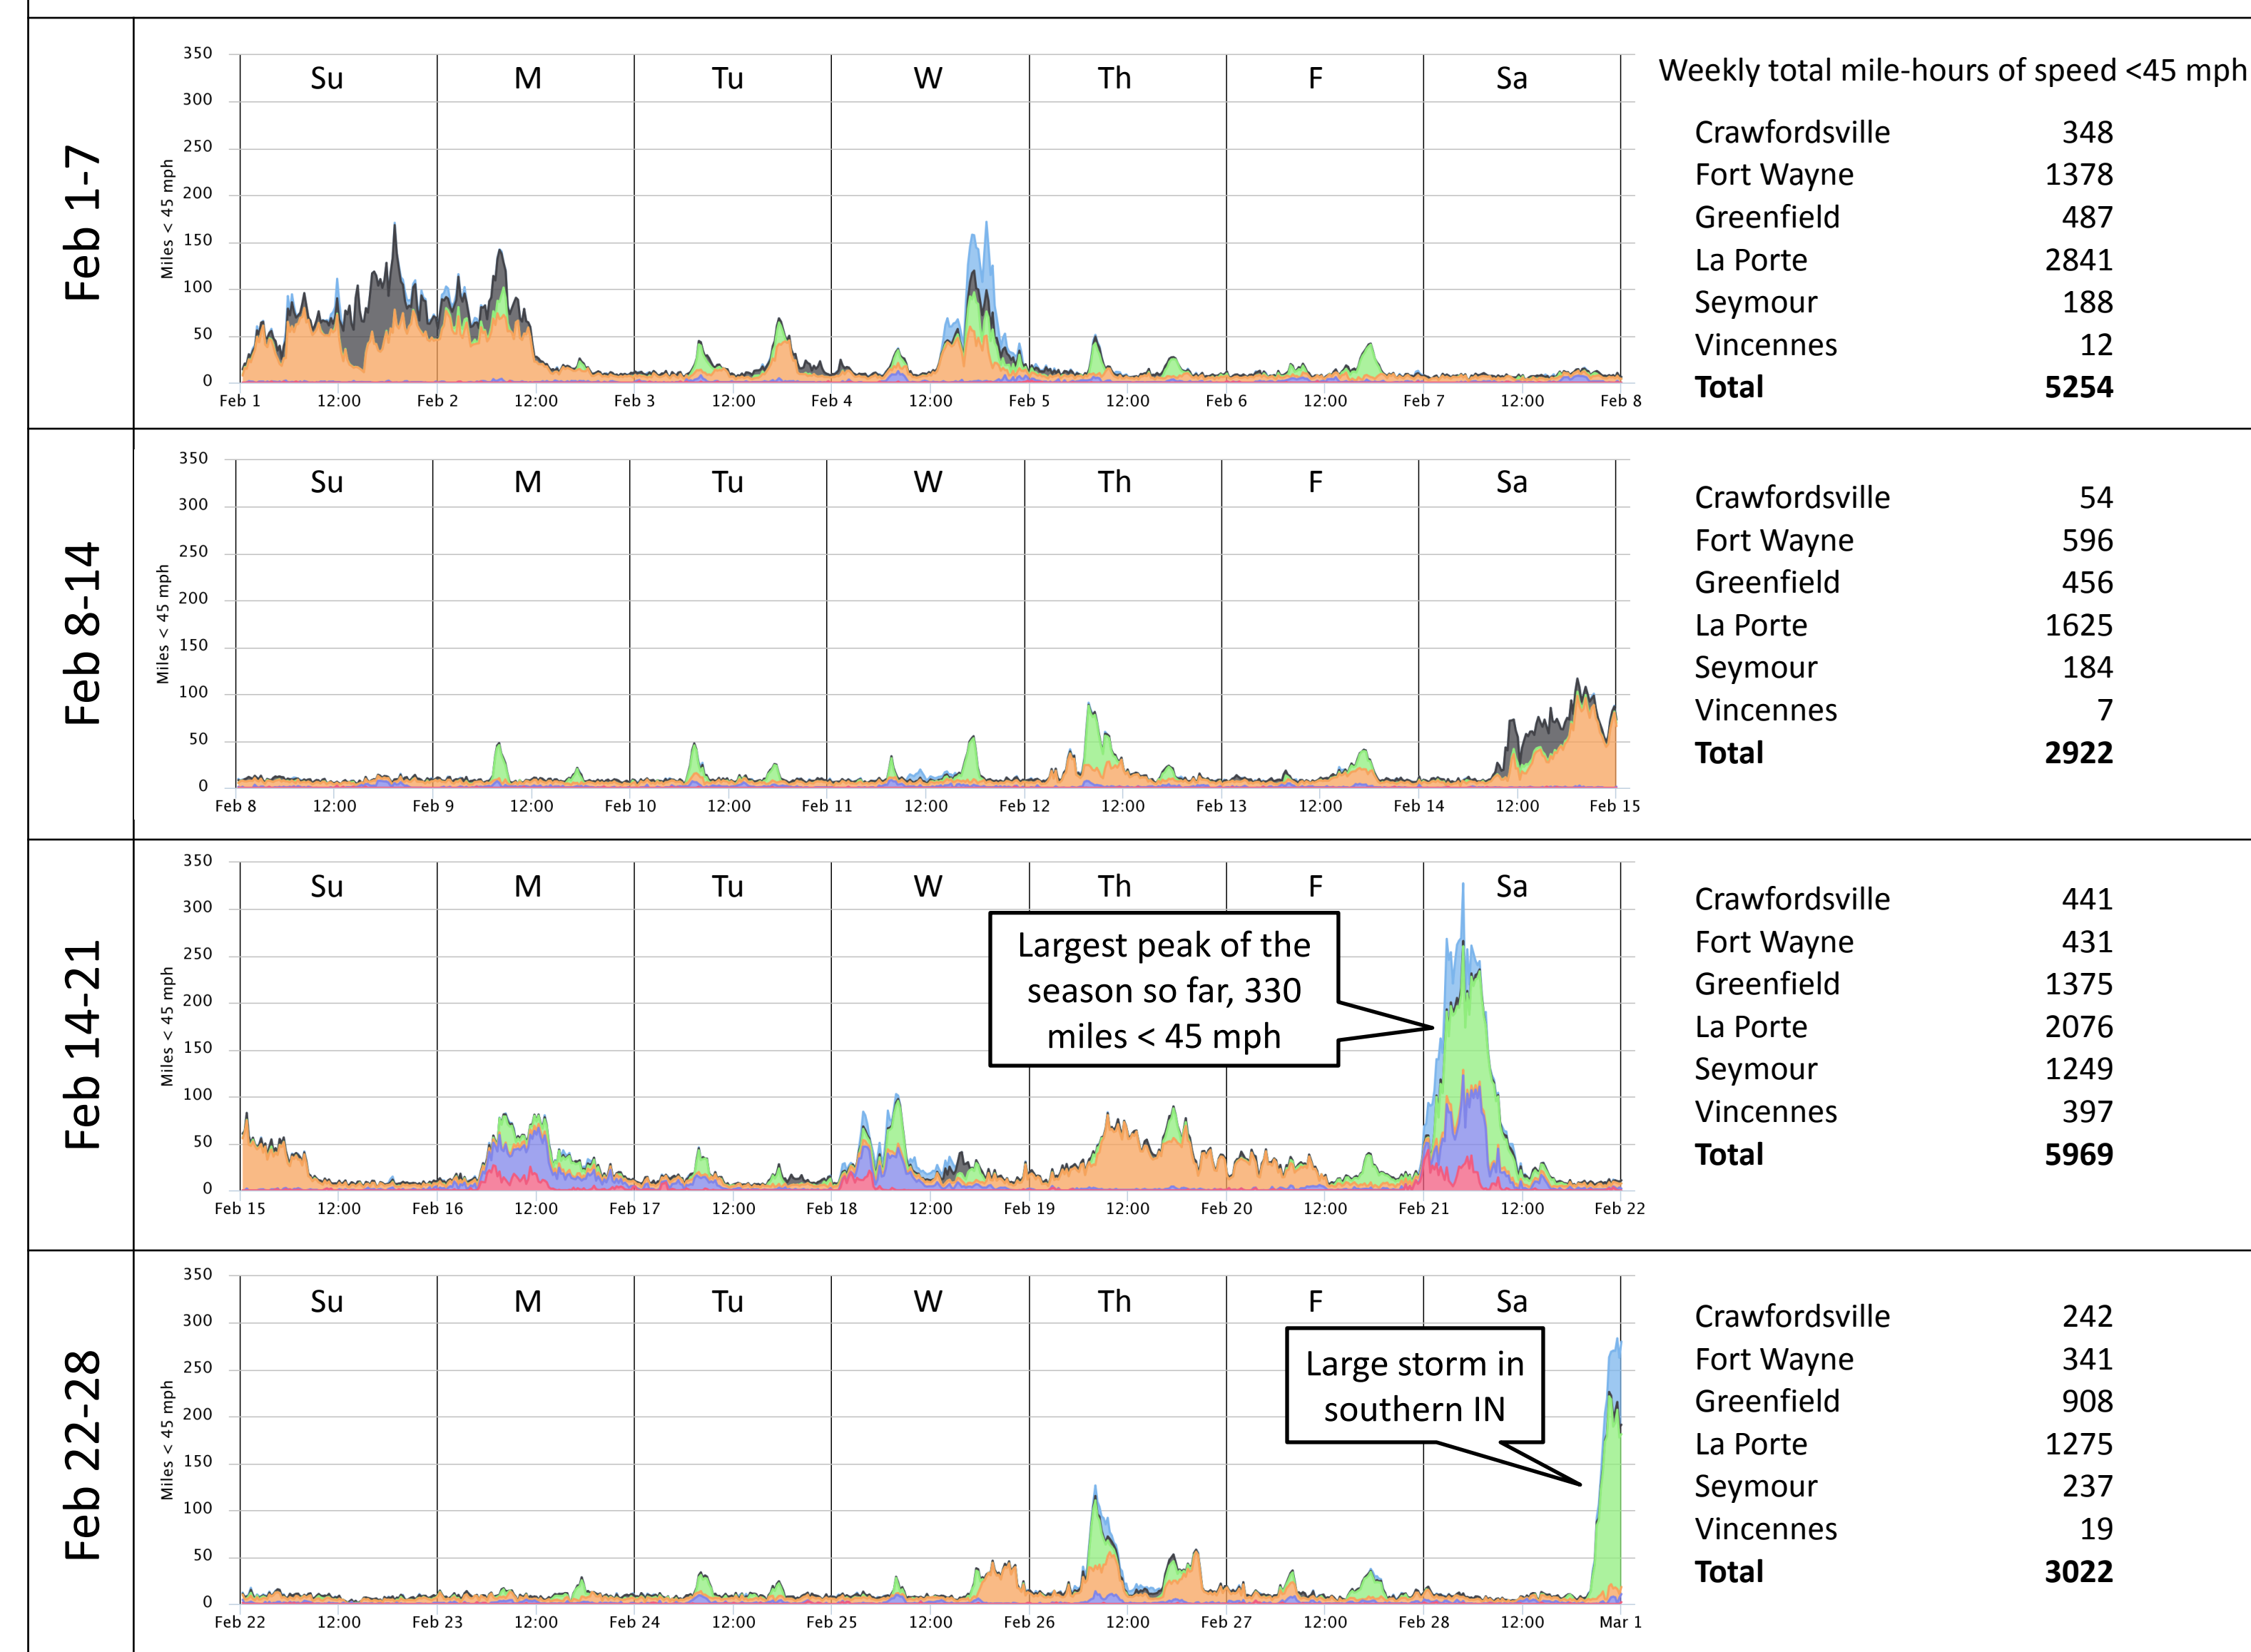 Feb 1-7
Miles < 45 mph
350
300
250
200
150
100
50
0
Su M Tu W Th F Sa
Feb 1 12:00 Feb 2 12:00 Feb 3 12:00 Feb 4 12:00 Feb 5 12:00 Feb 6 12:00 Feb 7 12:00 Feb 8
Weekly total mile-hours of speed <45 mph
Crawfordsville 348
Fort Wayne 1378
Greenfield 487
La Porte 2841
Seymour 188
Vincennes 12
Total 5254
Feb 8-14
Miles < 45 mph
350
300
250
200
150
100
50
0
Su M Tu W Th F Sa
Feb 8 12:00 Feb 9 12:00 Feb 10 12:00 Feb 11 12:00 Feb 12 12:00 Feb 13 12:00 Feb 14 12:00 Feb 15
Crawfordsville 54
Fort Wayne 596
Greenfield 456
La Porte 1625
Seymour 184
Vincennes 7
Total 2922
Feb 14-21
Miles < 45 mph
350
300
250
200
150
100
50
0
Su M Tu W Th F Sa
Largest peak of the
season so far, 330
miles < 45 mph
Feb 15 12:00 Feb 16 12:00 Feb 17 12:00 Feb 18 12:00 Feb 19 12:00 Feb 20 12:00 Feb 21 12:00 Feb 22
Crawfordsville 441
Fort Wayne 431
Greenfield 1375
La Porte 2076
Seymour 1249
Vincennes 397
Total 5969
Feb 22-28
Miles < 45 mph
350
300
250
200
150
100
50
0
Su M Tu W Th F Sa
Large storm in
southern IN
Feb 22 12:00 Feb 23 12:00 Feb 24 12:00 Feb 25 12:00 Feb 26 12:00 Feb 27 12:00 Feb 28 12:00 Mar 1
Crawfordsville 242
Fort Wayne 341
Greenfield 908
La Porte 1275
Seymour 237
Vincennes 19
Total 3022